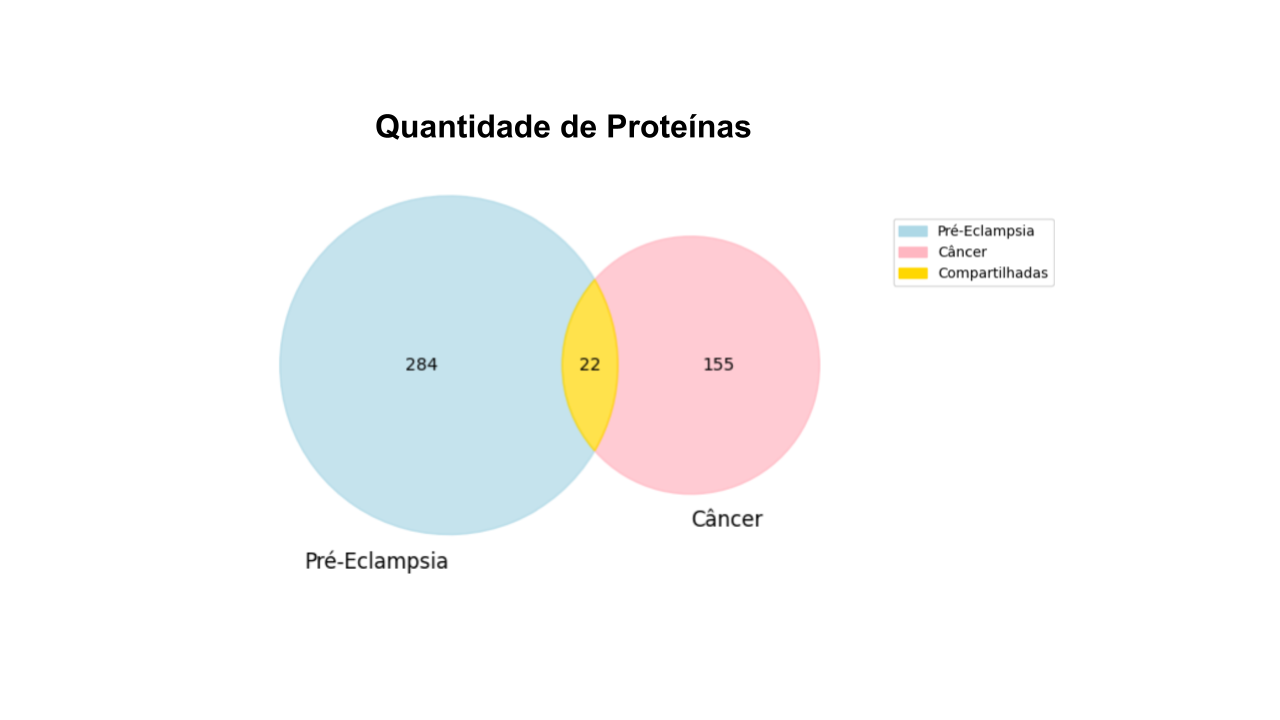 Quantidade de Proteínas
Pré-Eclampsia
Câncer
Compartilhadas
284
22
155
Câncer
Pré-Eclampsia